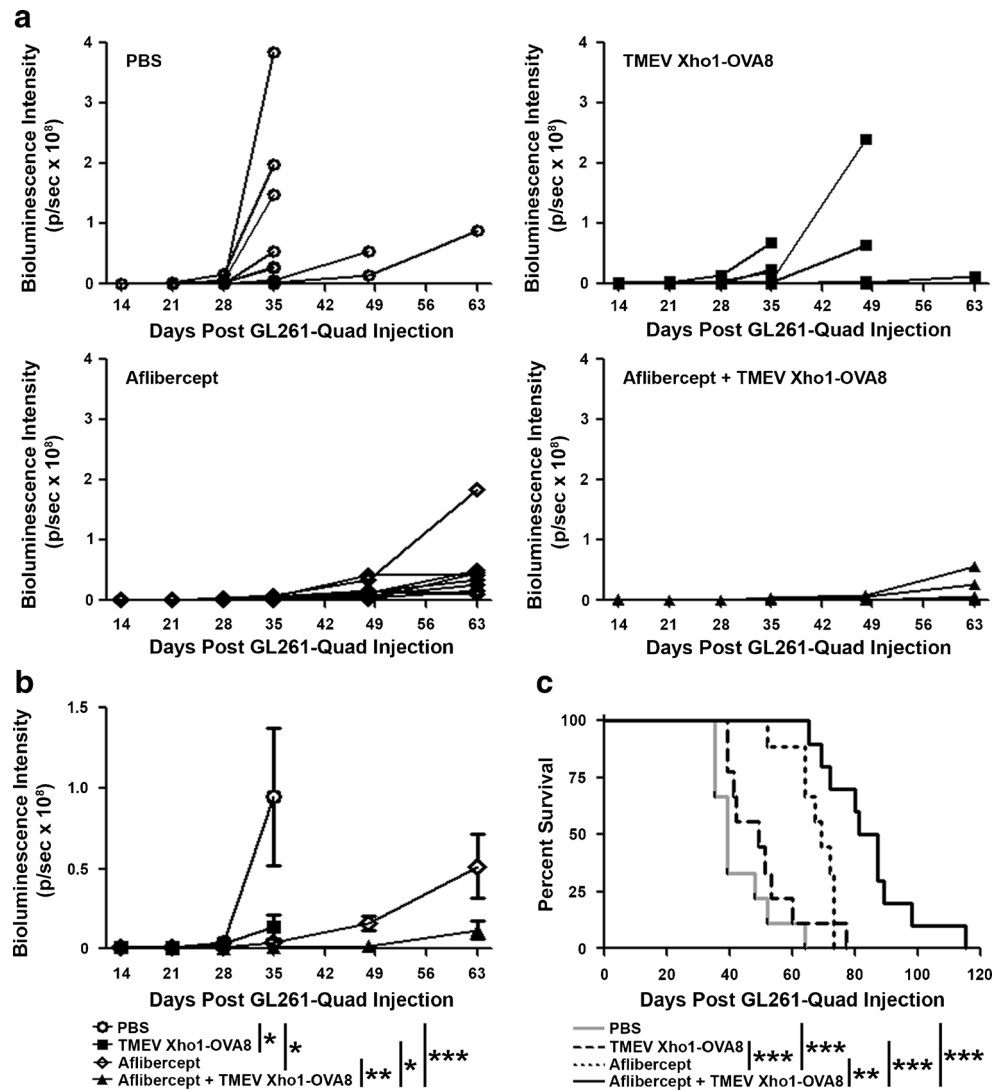 a
PBS
Bioluminescence Intensity
(p/sec x 10⁸)
4
3
2
1
0
14 21 28 35 42 49 56 63
Days Post GL261-Quad Injection
TMEV Xho1-OVA8
Bioluminescence Intensity
(p/sec x 10⁸)
4
3
2
1
0
14 21 28 35 42 49 56 63
Days Post GL261-Quad Injection
Aflibercept
Bioluminescence Intensity
(p/sec x 10⁸)
4
3
2
1
0
14 21 28 35 42 49 56 63
Days Post GL261-Quad Injection
Aflibercept + TMEV Xho1-OVA8
Bioluminescence Intensity
(p/sec x 10⁸)
4
3
2
1
0
14 21 28 35 42 49 56 63
Days Post GL261-Quad Injection
b
Bioluminescence Intensity
(p/sec x 10⁸)
1.5
1.0
0.5
0
14 21 28 35 42 49 56 63
Days Post GL261-Quad Injection
PBS
TMEV Xho1-OVA8 * *
Aflibercept
Aflibercept + TMEV Xho1-OVA8 ** * ***
c
Percent Survival
100
75
50
25
0
0 20 40 60 80 100 120
Days Post GL261-Quad Injection
PBS
TMEV Xho1-OVA8 *** ***
Aflibercept
Aflibercept + TMEV Xho1-OVA8 ** *** ***